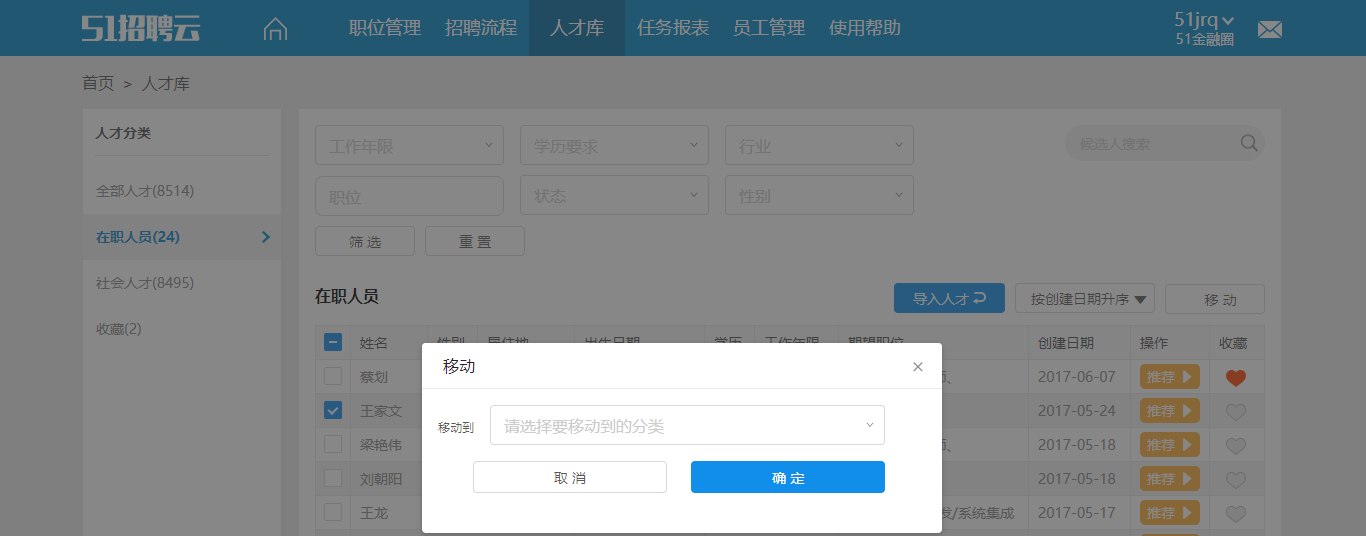 51招聘云
职位管理 招聘流程 人才库 任务报表 员工管理 使用帮助
51jrq
51金融圈
首页 > 人才库
人才分类
全部人才(8514)
在职人员(24)
社会人才(8495)
收藏(2)
工作年限 学历要求 行业 候选人搜索
职位 状态 性别
筛 选 重 置
在职人员 导入人才 按创建日期升序 移 动
姓名 性别 居住地 出生日期 学历 工作年限 期望职位 创建日期 操作 收藏
蔡划 2017-06-07 推荐
王家文 2017-05-24 推荐
梁艳伟 2017-05-18 推荐
刘朝阳 2017-05-18 推荐
王龙 发/系统集成 2017-05-17 推荐
移动 ×
移动到 请选择要移动到的分类
取 消 确 定